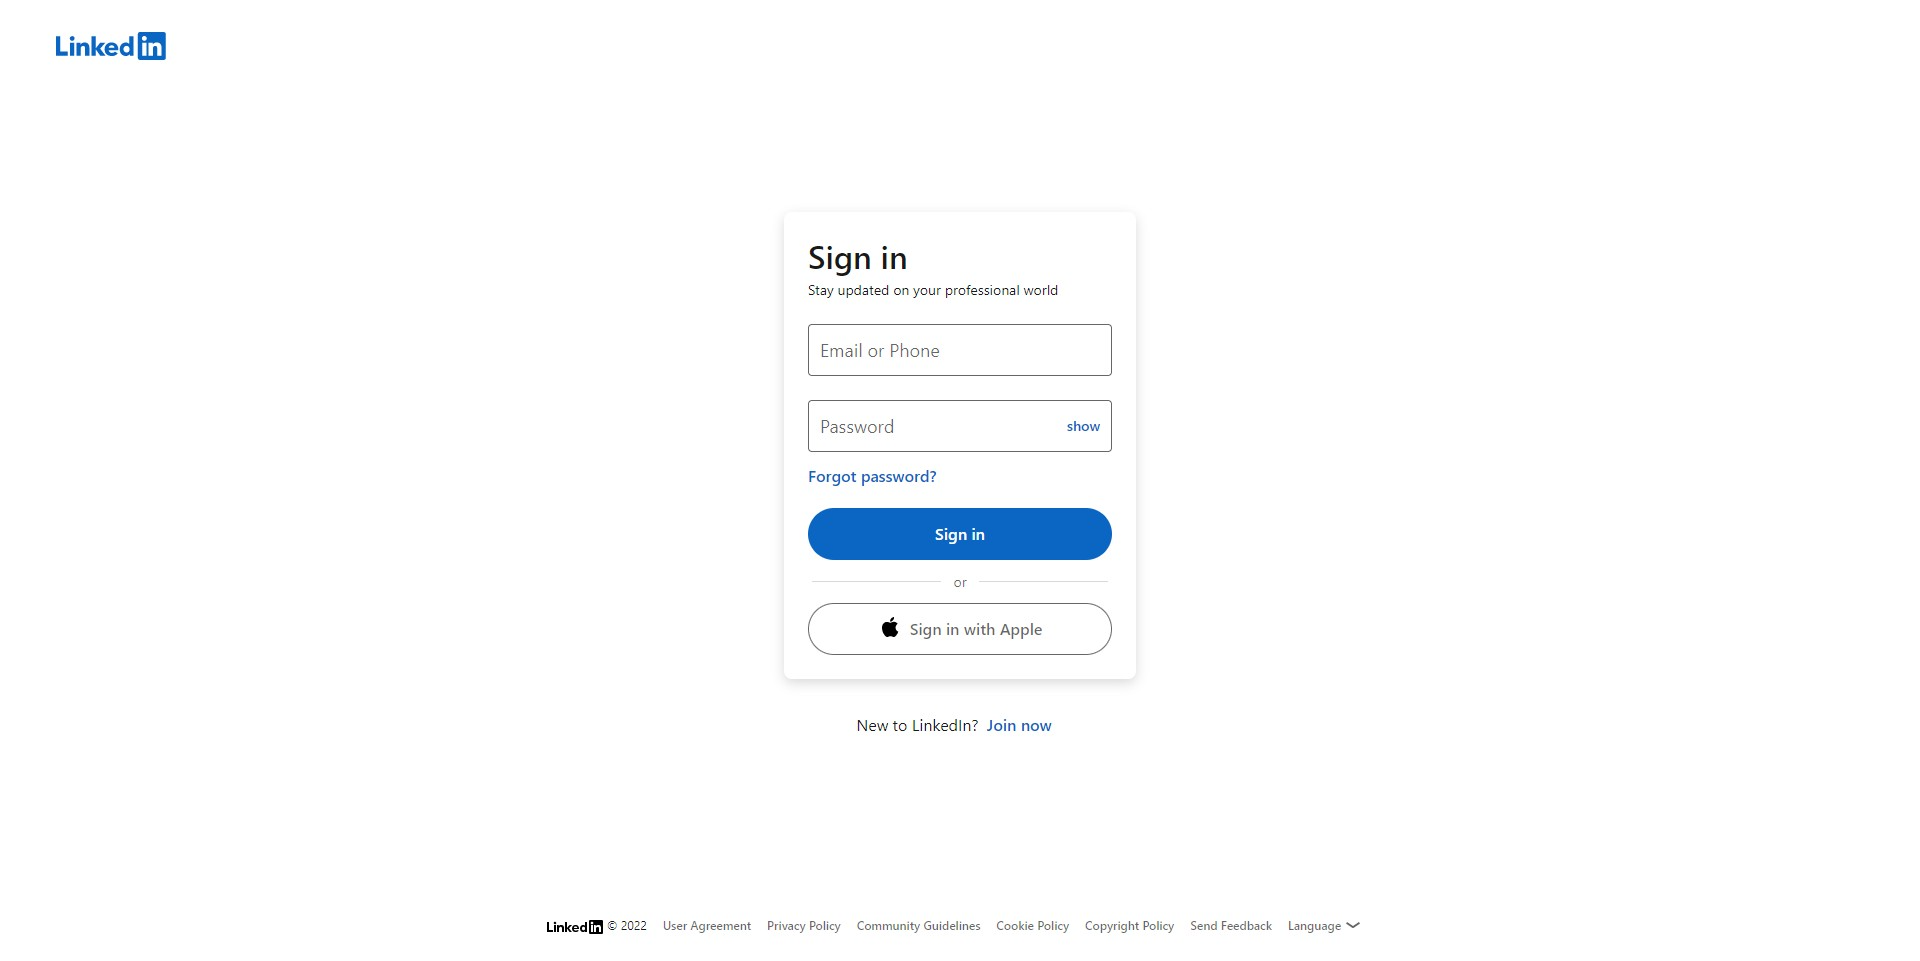 LinkedIn
Sign in
Stay updated on your professional world
Email or Phone
Password show
Forgot password?
Sign in
or
Sign in with Apple
New to LinkedIn? Join now
LinkedIn © 2022 User Agreement Privacy Policy Community Guidelines Cookie Policy Copyright Policy Send Feedback Language